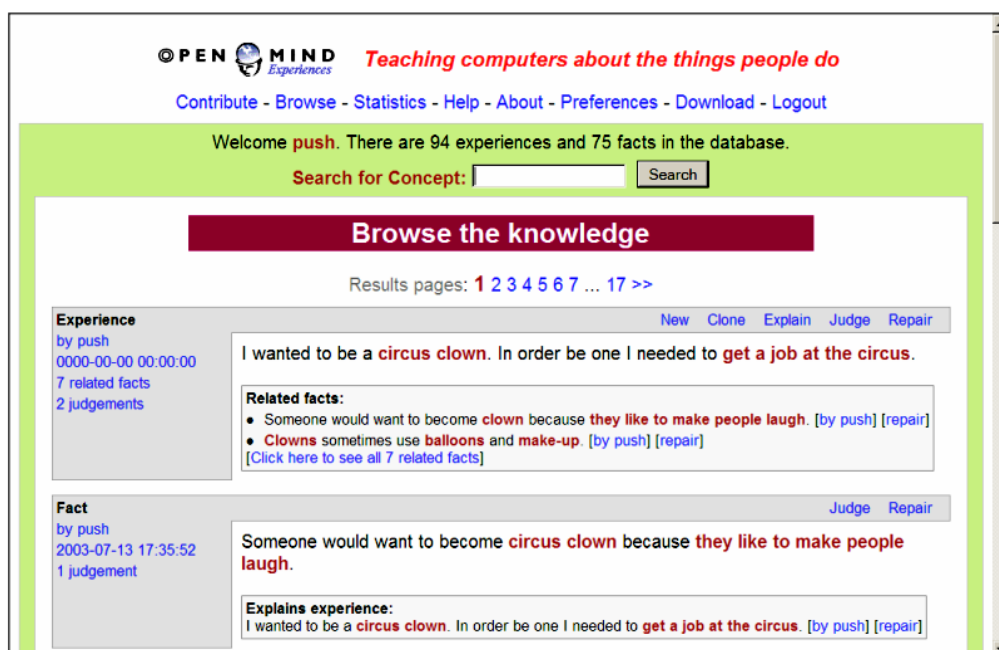 OPEN MIND Experiences Teaching computers about the things people do
Contribute - Browse - Statistics - Help - About - Preferences - Download - Logout
Welcome push. There are 94 experiences and 75 facts in the database.
Search for Concept: Search
Browse the knowledge
Results pages: 1 2 3 4 5 6 7 ... 17 >>
Experience
by push
0000-00-00 00:00:00
7 related facts
2 judgements
New Clone Explain Judge Repair
I wanted to be a circus clown. In order be one I needed to get a job at the circus.
Related facts:
• Someone would want to become clown because they like to make people laugh. [by push] [repair]
• Clowns sometimes use balloons and make-up. [by push] [repair]
[Click here to see all 7 related facts]
Fact
by push
2003-07-13 17:35:52
1 judgement
Judge Repair
Someone would want to become circus clown because they like to make people
laugh.
Explains experience:
I wanted to be a circus clown. In order be one I needed to get a job at the circus. [by push] [repair]